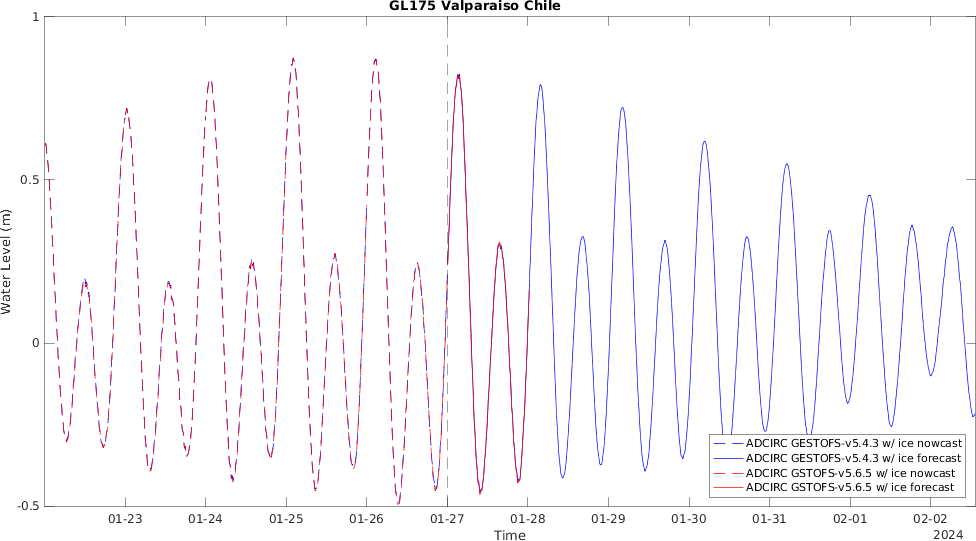 GL175 Valparaiso Chile
Water Level (m)
1
0.5
0
-0.5
01-23 01-24 01-25 01-26 01-27 01-28 01-29 01-30 01-31 02-01 02-02
Time
2024
ADCIRC GESTOFS-v5.4.3 w/ ice nowcast
ADCIRC GESTOFS-v5.4.3 w/ ice forecast
ADCIRC GSTOFS-v5.6.5 w/ ice nowcast
ADCIRC GSTOFS-v5.6.5 w/ ice forecast